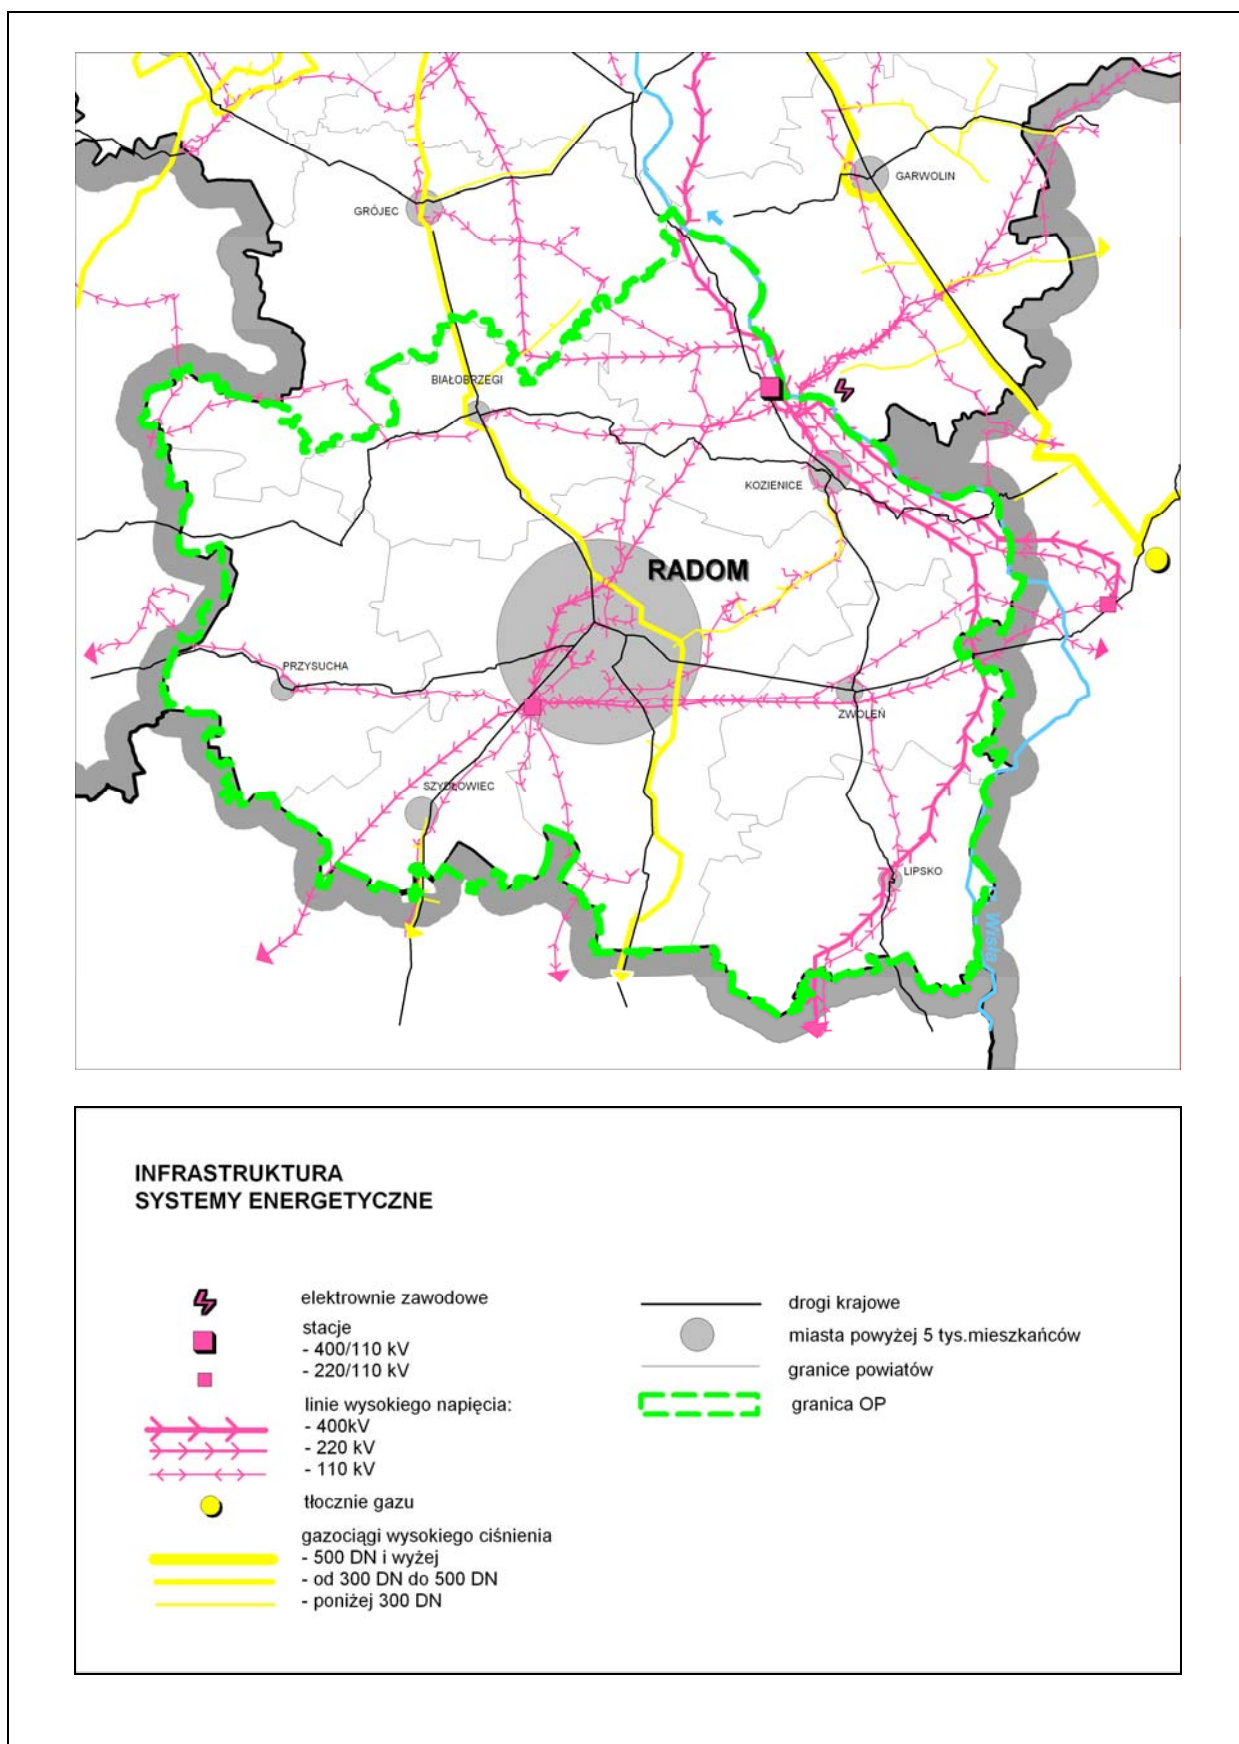 GARWOLIN
GRÓJEC
BIAŁOBRZEGI
KOZIENICE
RADOM
PRZYSUCHA
ZWOLEŃ
SZYDŁOWIEC
LIPSKO
Wisła
INFRASTRUKTURA
SYSTEMY ENERGETYCZNE
elektrownie zawodowe
stacje
- 400/110 kV
- 220/110 kV
linie wysokiego napięcia:
- 400kV
- 220 kV
- 110 kV
tłocznie gazu
gazociągi wysokiego ciśnienia
- 500 DN i wyżej
- od 300 DN do 500 DN
- poniżej 300 DN
drogi krajowe
miasta powyżej 5 tys.mieszkańców
granice powiatów
granica OP